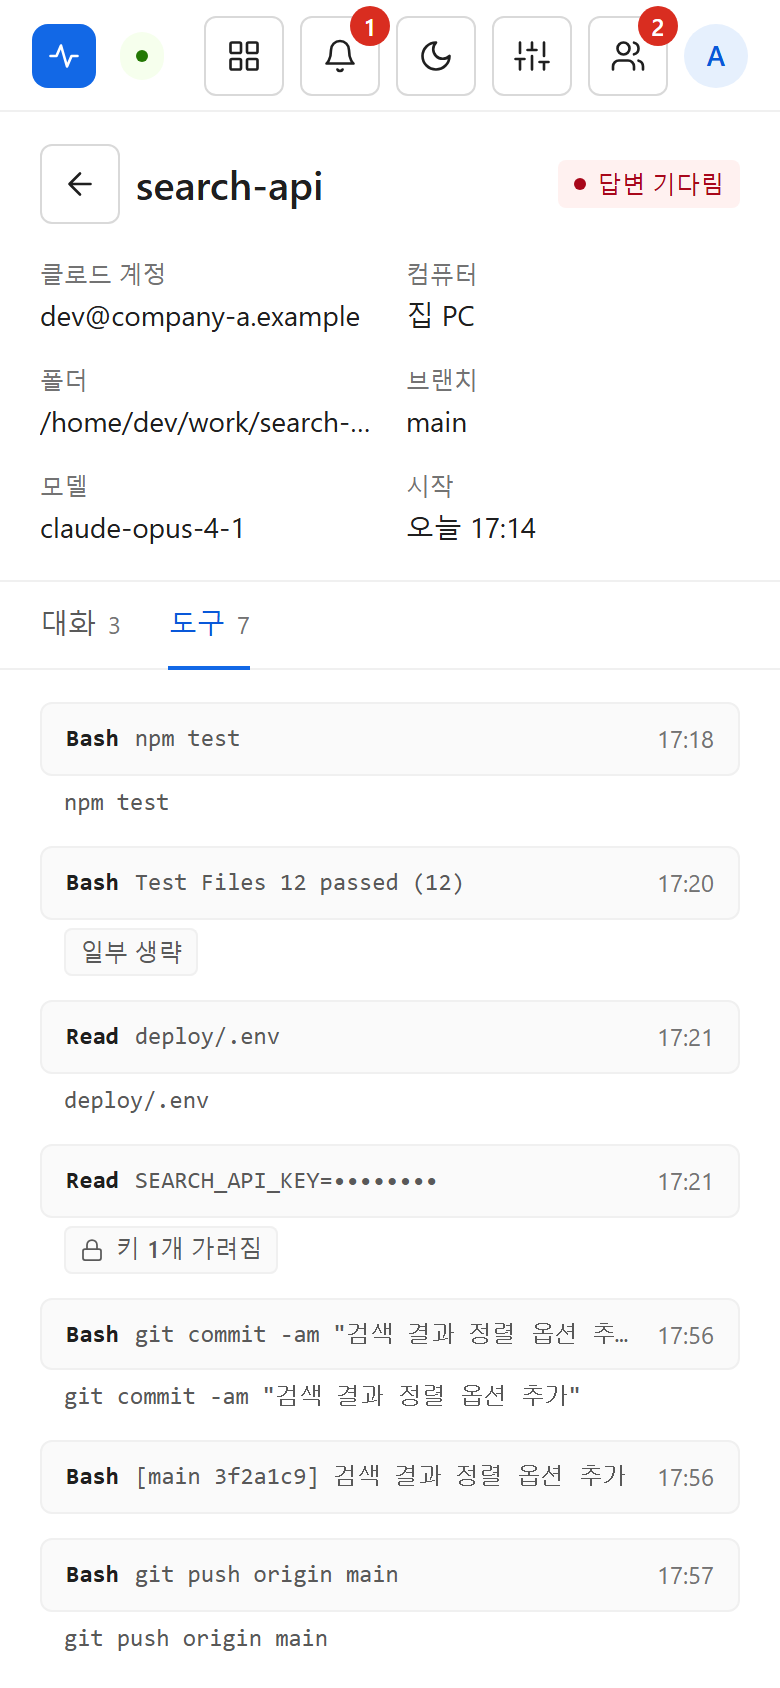 1
2
A
search-api
답변 기다림
클로드 계정
컴퓨터
dev@company-a.example
집 PC
폴더
브랜치
/home/dev/work/search-...
main
모델
시작
claude-opus-4-1
오늘 17:14
대화 3
도구 7
Bash npm test 17:18
npm test
Bash Test Files 12 passed (12) 17:20
일부 생략
Read deploy/.env 17:21
deploy/.env
Read SEARCH_API_KEY=•••••••• 17:21
키 1개 가려짐
Bash git commit -am "검색 결과 정렬 옵션 추... 17:56
git commit -am "검색 결과 정렬 옵션 추가"
Bash [main 3f2a1c9] 검색 결과 정렬 옵션 추가 17:56
Bash git push origin main 17:57
git push origin main